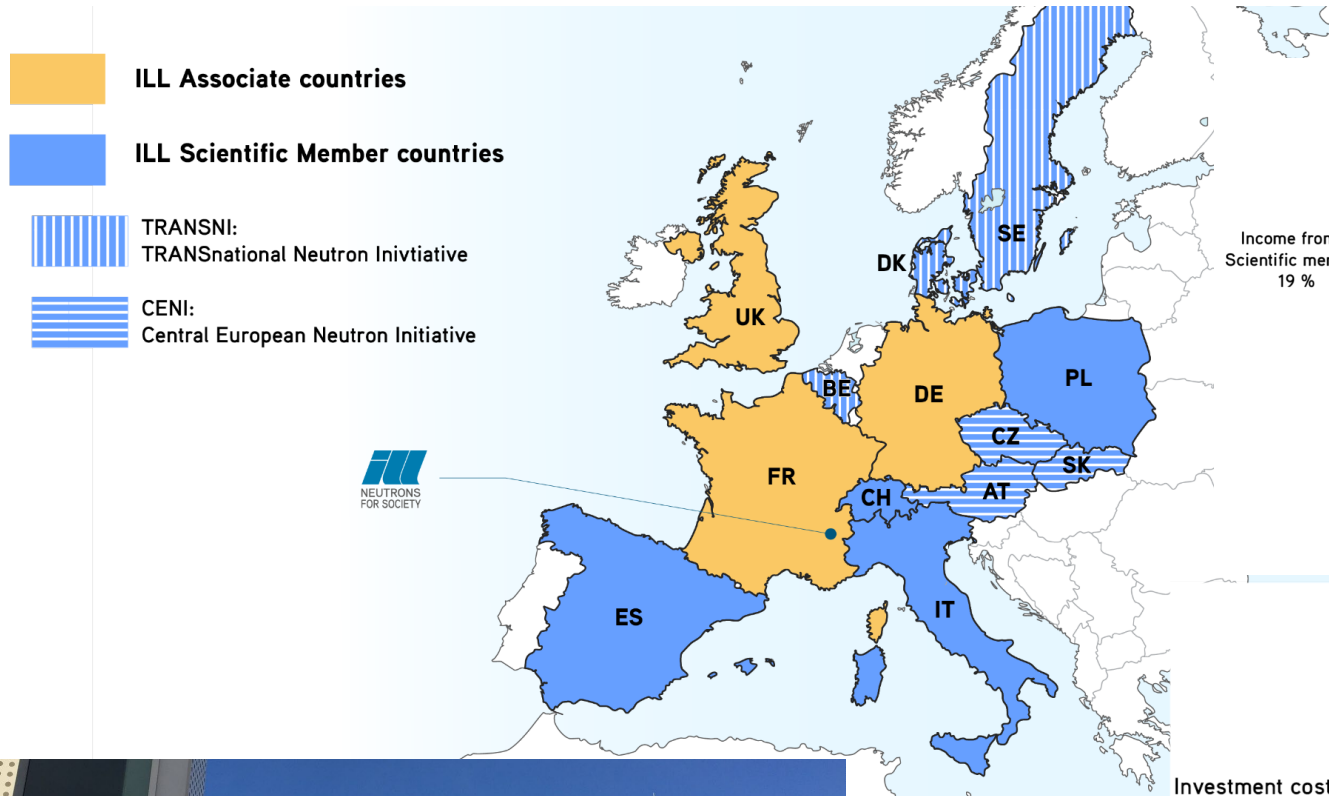 ILL Associate countries
ILL Scientific Member countries
TRANSNI:
TRANSnational Neutron Inivtiative
CENI:
Central European Neutron Initiative
SE
DK
UK
BE
DE
PL
CZ
SK
AT
FR
CH
ES
IT
ill
NEUTRONS
FOR SOCIETY
Income from
Scientific mem
19 %
Investment cost